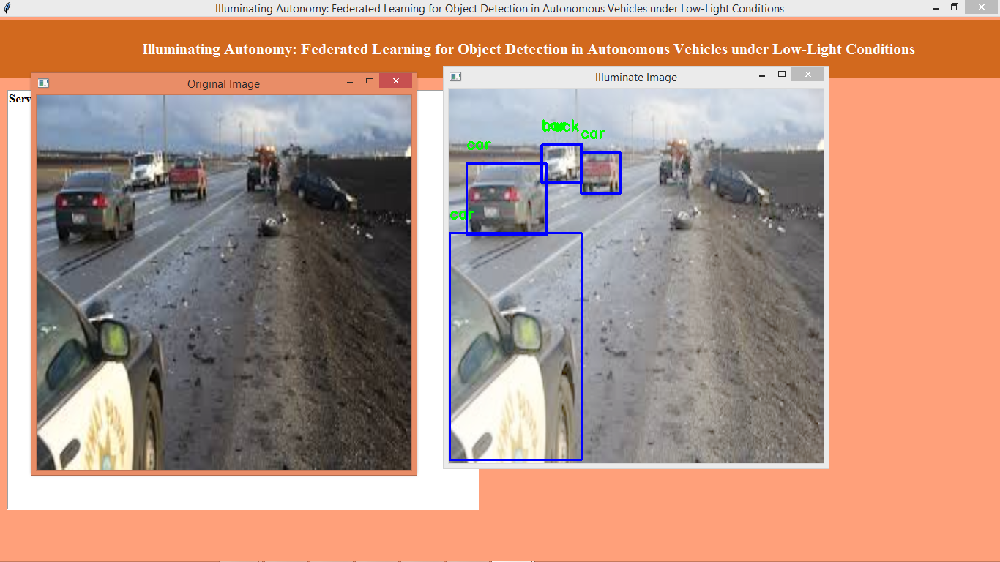 Illuminating Autonomy: Federated Learning for Object Detection in Autonomous Vehicles under Low-Light Conditions
Illuminating Autonomy: Federated Learning for Object Detection in Autonomous Vehicles under Low-Light Conditions
Serv
Original Image
Illuminate Image
truck
car
car
car